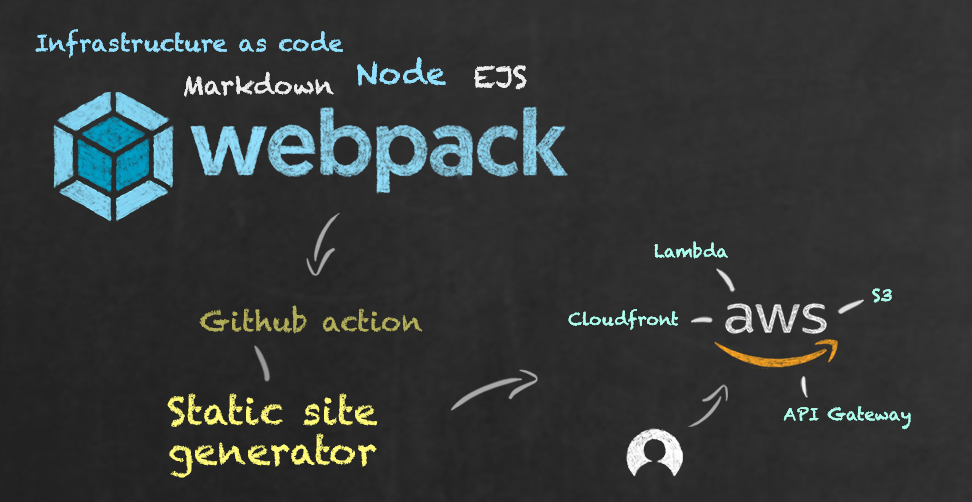 Infrastructure as code
Markdown Node EJS
webpack
Lambda
S3
Github action
Cloudfront
aws
Static site
generator
API Gateway